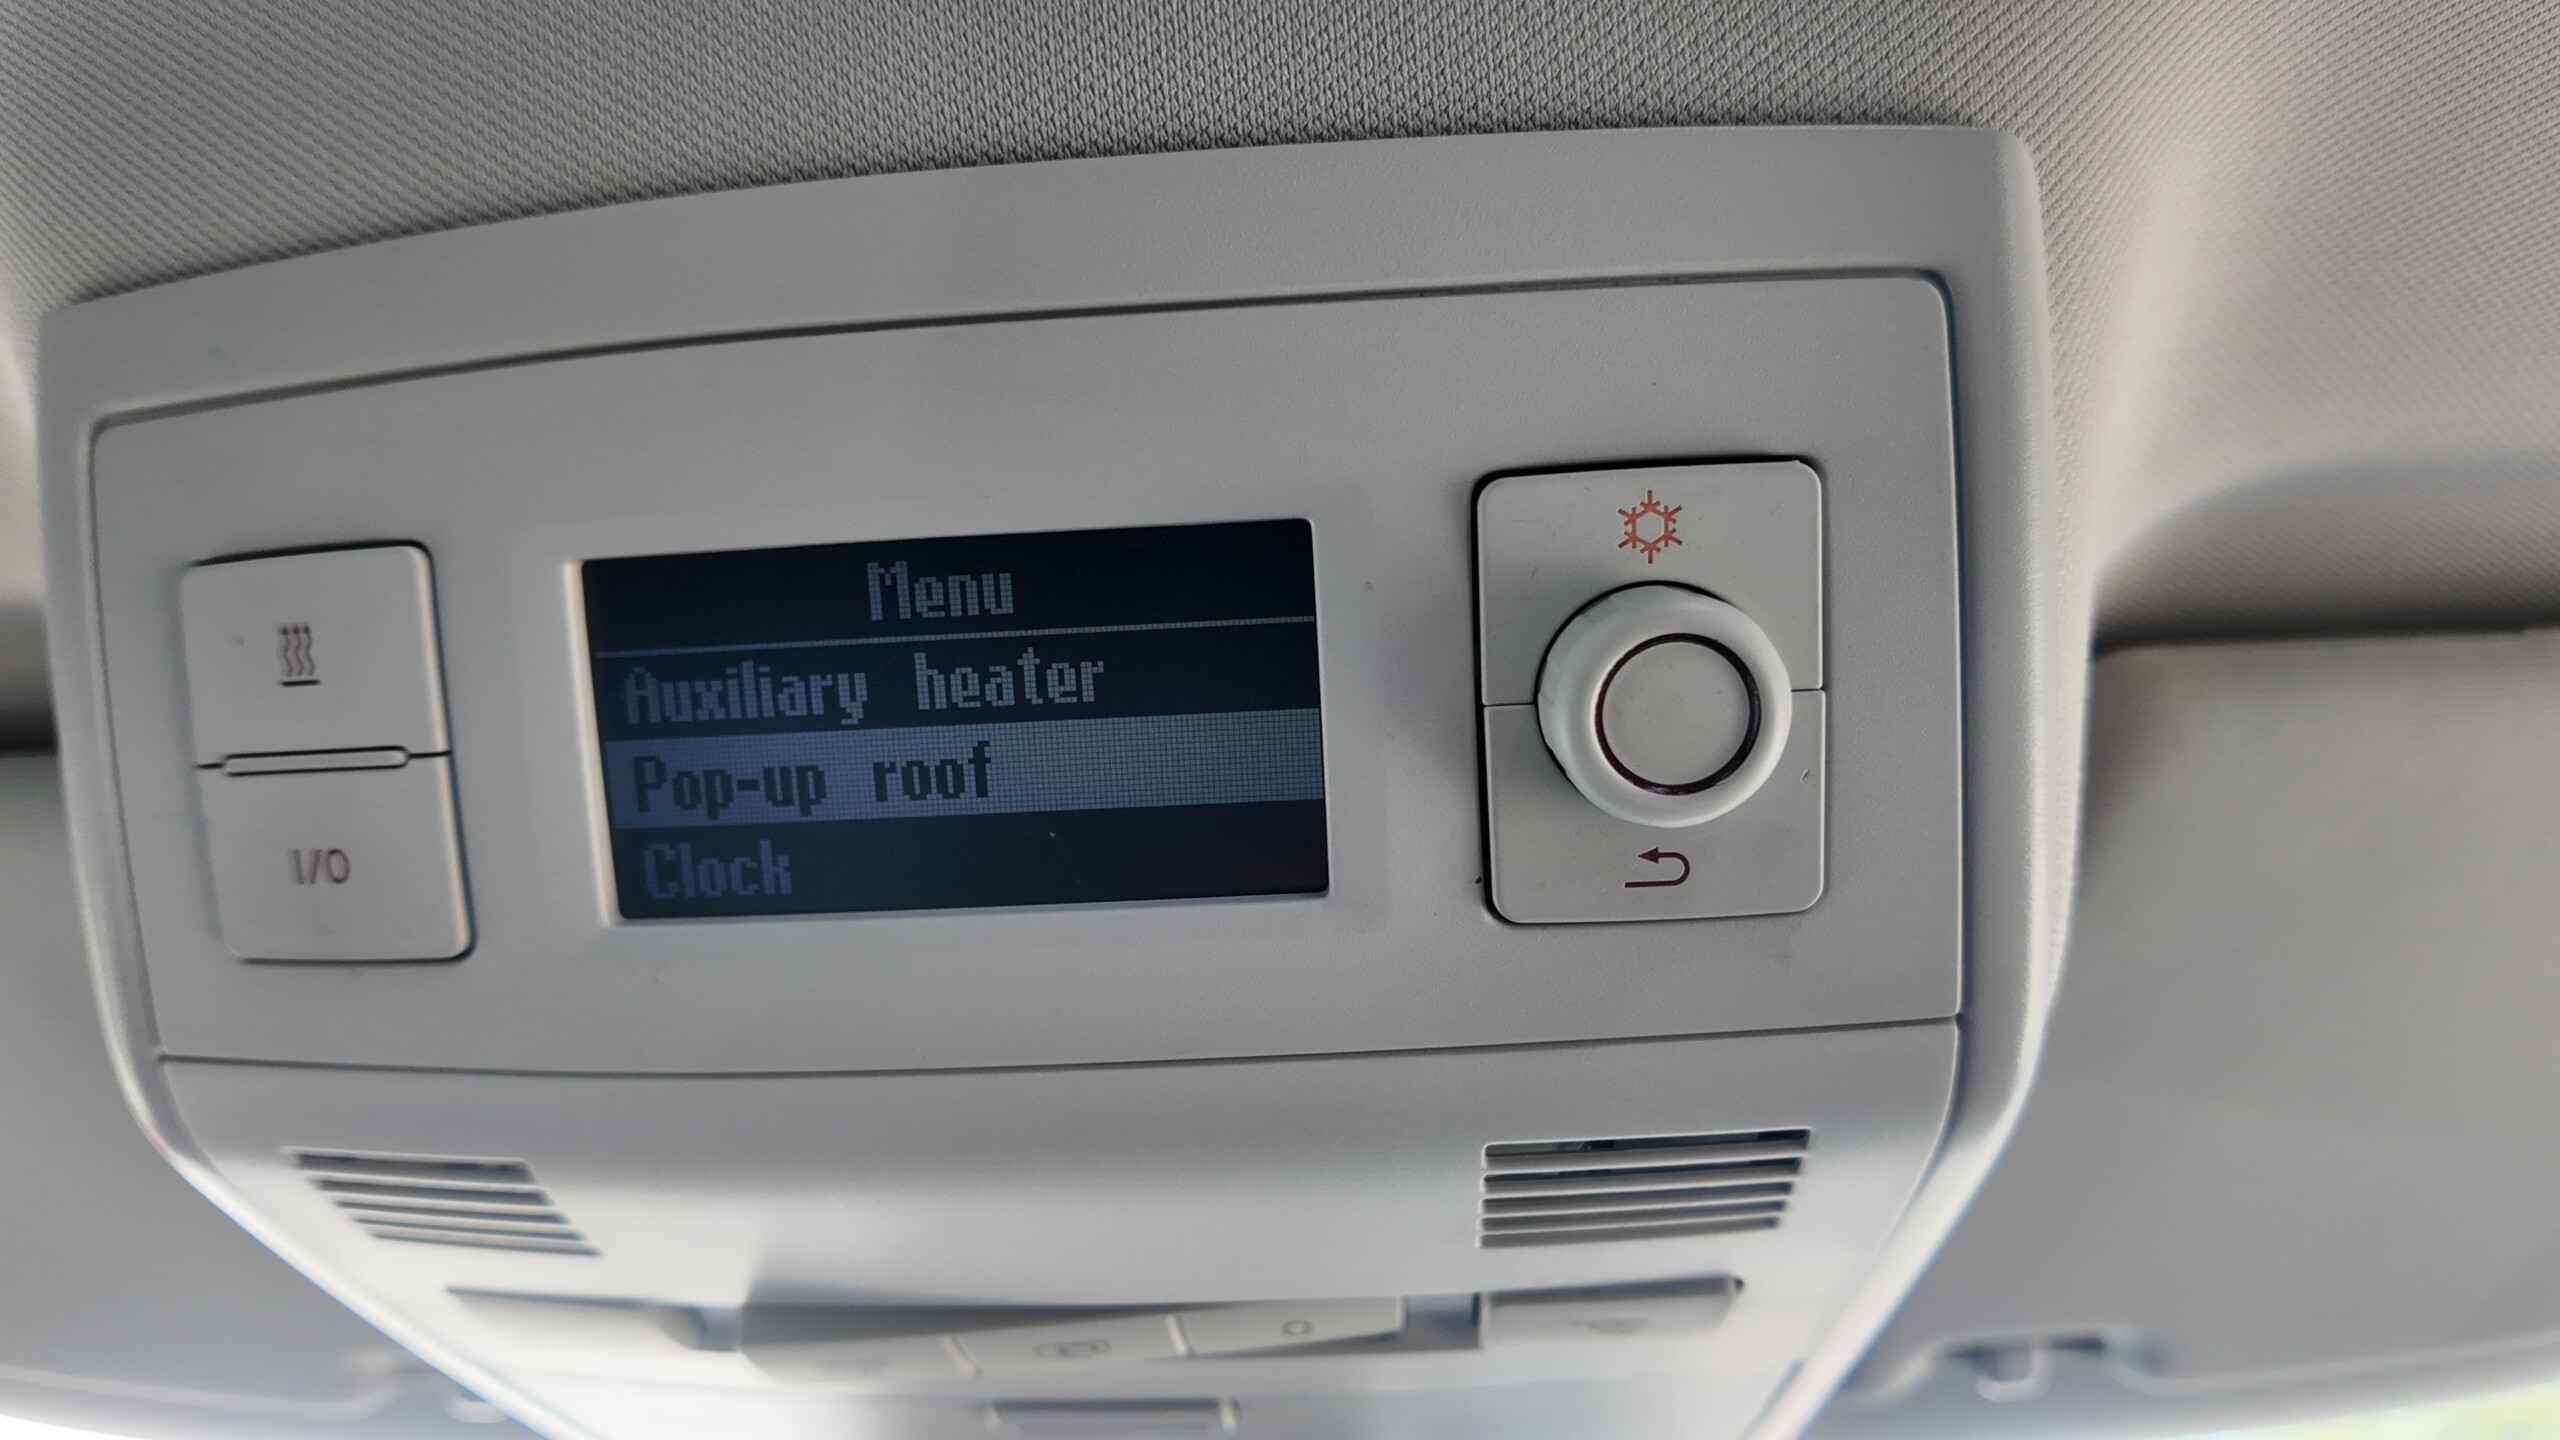 Menu
Auxiliary heater
Pop-up roof
Clock
I/O
O